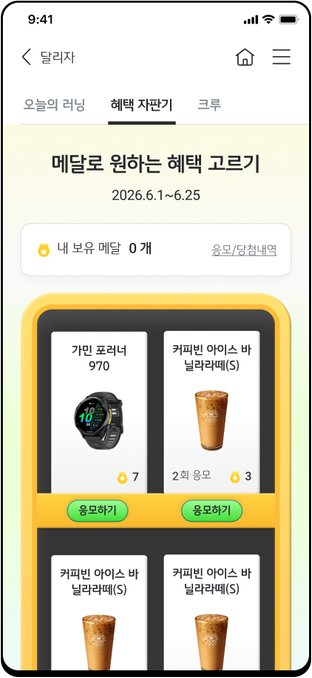 9:41
달리자
오늘의 러닝 혜택 자판기 크루
메달로 원하는 혜택 고르기
2026.6.1~6.25
내 보유 메달 0 개 응모/당첨내역
가민 포러너
970
7
응모하기
커피빈 아이스 바
닐라라떼(S)
2회 응모 3
응모하기
커피빈 아이스 바
닐라라떼(S)
커피빈 아이스 바
닐라라떼(S)